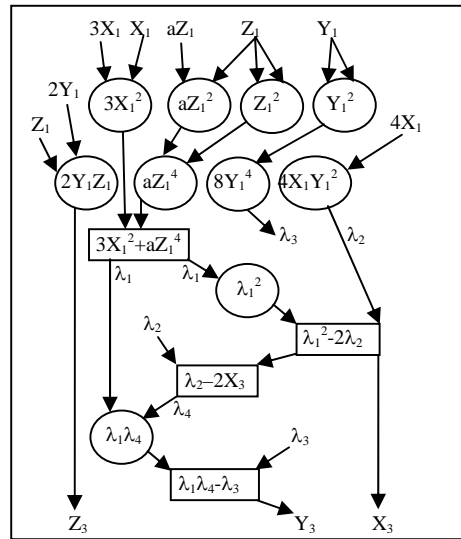 3X₁ X₁ aZ₁ Z₁ Y₁
2Y₁ 3X₁² aZ₁² Z₁² Y₁² 4X₁
Z₁
2Y₁Z₁ aZ₁⁴ 8Y₁⁴ 4X₁Y₁²
λ₃ λ₂
3X₁²+aZ₁⁴
λ₁ λ₁ λ₁²
λ₂ λ₁²-2λ₂
λ₂–2X₃
λ₄
λ₁λ₄ λ₃
λ₁λ₄-λ₃
Z₃ Y₃ X₃